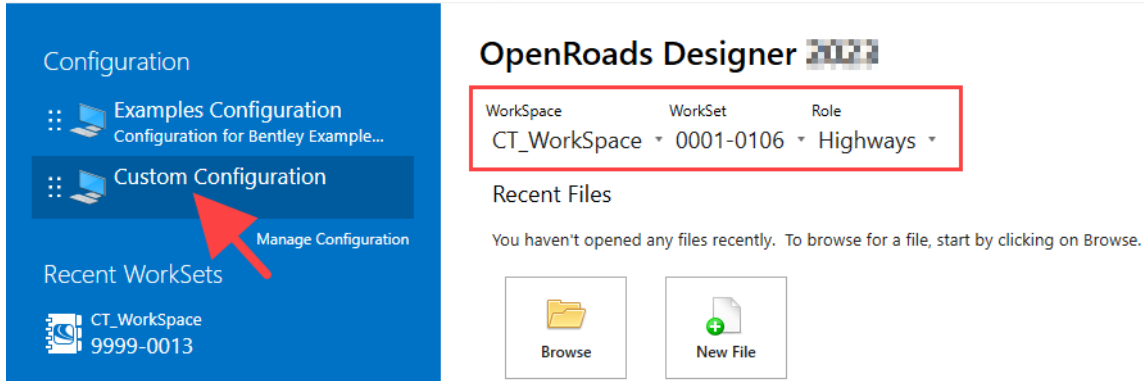 Configuration
Examples Configuration
Configuration for Bentley Example...
Custom Configuration
Manage Configuration
Recent WorkSets
CT_WorkSpace
9999-0013
OpenRoads Designer
WorkSpace WorkSet Role
CT_WorkSpace 0001-0106 Highways
Recent Files
You haven't opened any files recently. To browse for a file, start by clicking on Browse.
Browse New File